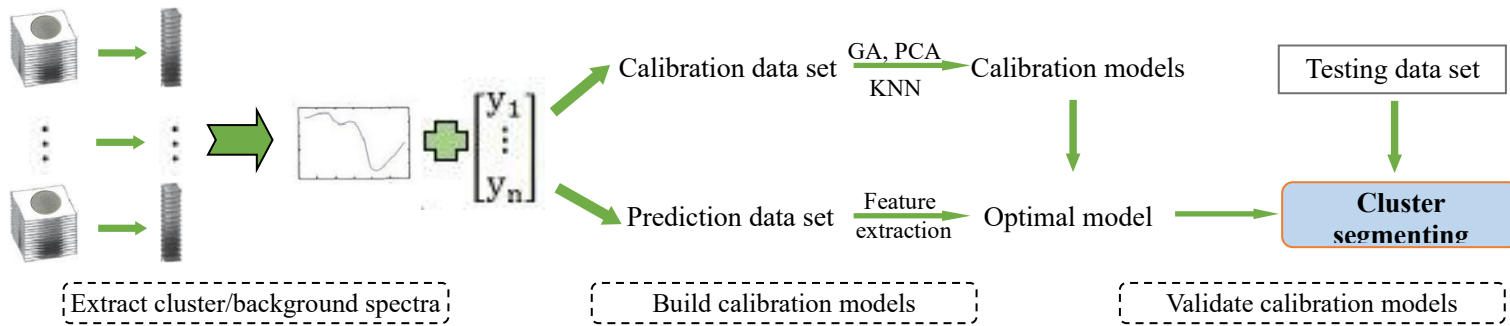 Calibration data set
GA, PCA
KNN
Calibration models
Testing data set
y1
yn
Prediction data set
Feature
extraction
Optimal model
Cluster
segmenting
Extract cluster/background spectra
Build calibration models
Validate calibration models